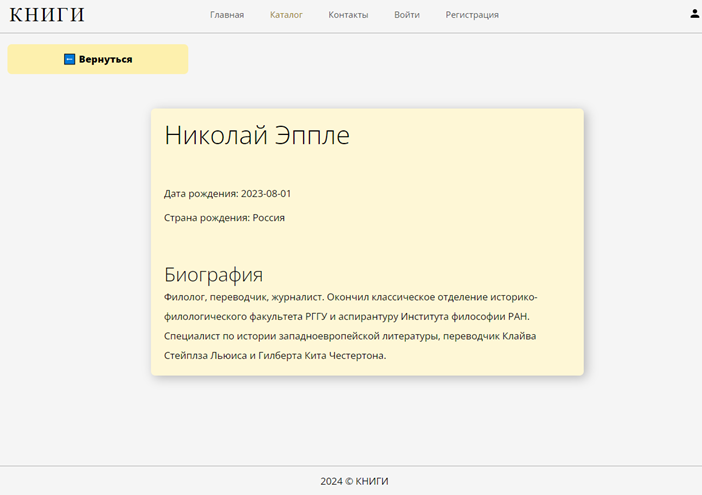 КНИГИ
Главная
Каталог
Контакты
Войти
Регистрация
Вернуться
Николай Эппле
Дата рождения: 2023-08-01
Страна рождения: Россия
Биография
Филолог, переводчик, журналист. Окончил классическое отделение историко-
филологического факультета РГГУ и аспирантуру Института философии РАН.
Специалист по истории западноевропейской литературы, переводчик Клайва
Стейплза Льюиса и Гилберта Кита Честертона.
2024 © КНИГИ